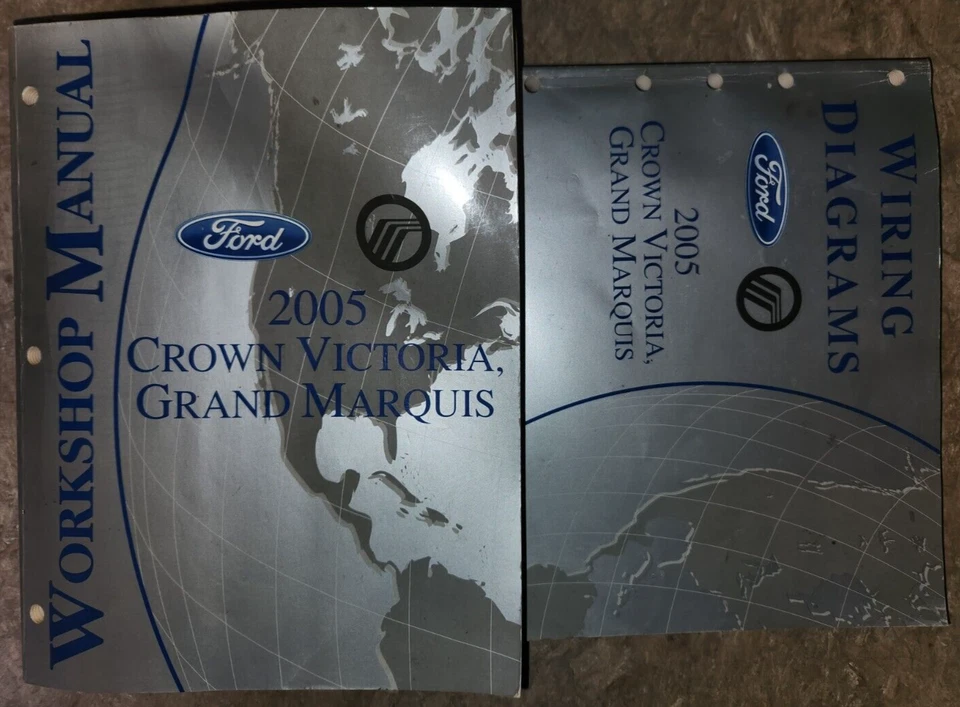 WORKSHOP MANUAL
Ford
2005
CROWN VICTORIA,
GRAND MARQUIS
WIRING
DIAGRAMS
Ford
2005
CROWN VICTORIA,
GRAND MARQUIS